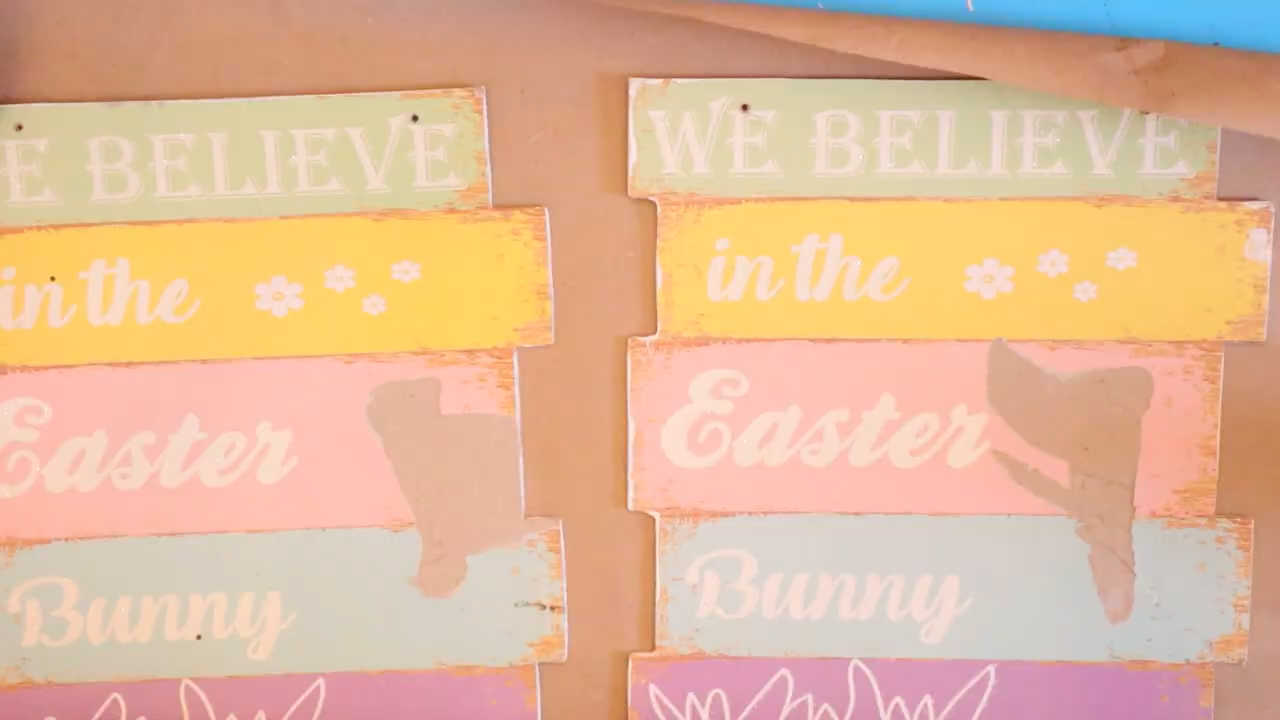 E BELIEVE
in the
Easter
Bunny
WE BELIEVE
in the
Easter
Bunny